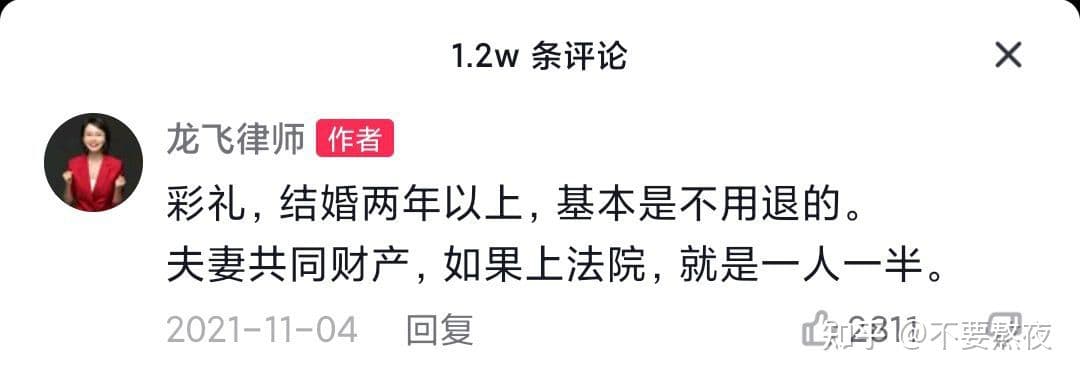 1.2w 条评论
龙飞律师 作者
彩礼，结婚两年以上，基本是不用退的。
夫妻共同财产，如果上法院，就是一人一半。
2021-11-04 回复 2311
知乎 @不要熬夜